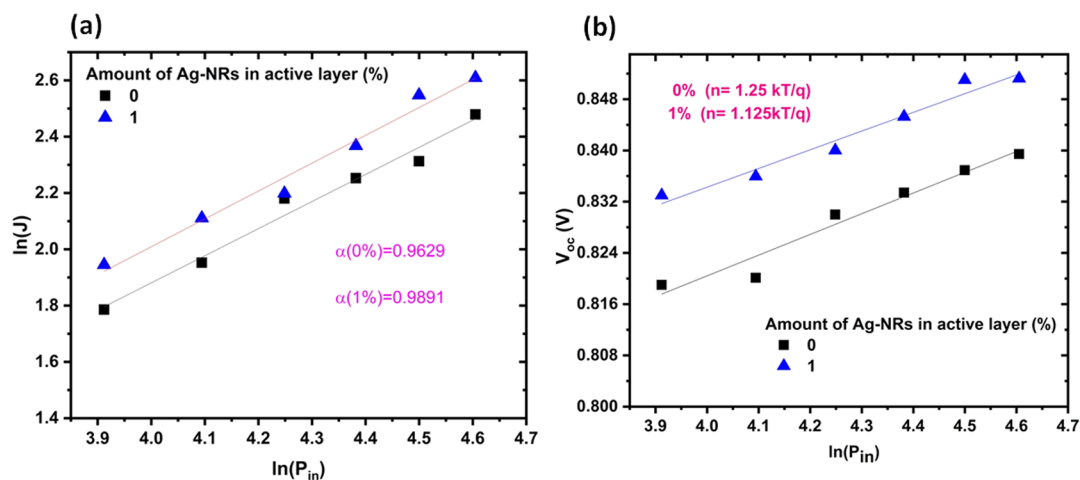 (a)
ln(J)
2.6
2.4
2.2
2.0
1.8
1.6
1.4
Amount of Ag-NRs in active layer (%)
0
1
α(0%)=0.9629
α(1%)=0.9891
3.9 4.0 4.1 4.2 4.3 4.4 4.5 4.6 4.7
ln(Pin)
(b)
Voc (V)
0.848
0.840
0.832
0.824
0.816
0.808
0.800
0% (n= 1.25 kT/q)
1% (n= 1.125kT/q)
Amount of Ag-NRs in active layer (%)
0
1
3.9 4.0 4.1 4.2 4.3 4.4 4.5 4.6 4.7
ln(Pin)